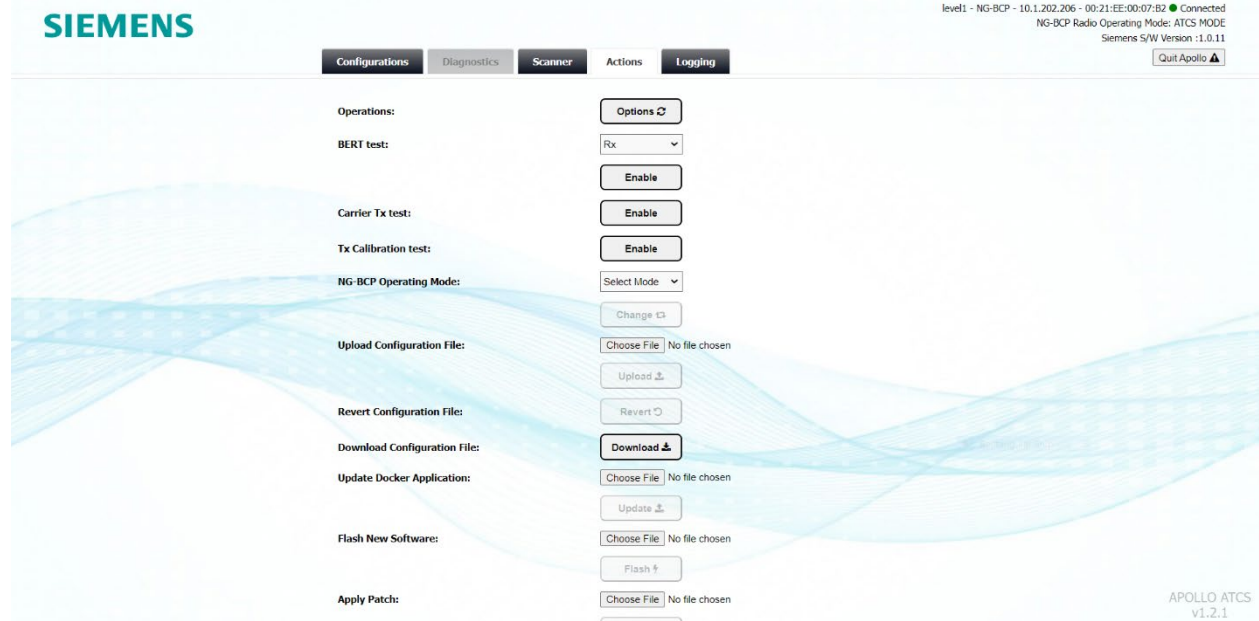 SIEMENS
level1 - NG-BCP - 10.1.202.206 - 00:21:EE:00:07:B2 Connected
NG-BCP Radio Operating Mode: ATCS MODE
Siemens S/W Version :1.0.11
Quit Apollo
Configurations Diagnostics Scanner Actions Logging
Operations: Options
BERT test: Rx
Enable
Carrier Tx test: Enable
Tx Calibration test: Enable
NG-BCP Operating Mode: Select Mode
Change
Upload Configuration File: Choose File No file chosen
Upload
Revert Configuration File: Revert
Download Configuration File: Download
Update Docker Application: Choose File No file chosen
Update
Flash New Software: Choose File No file chosen
Flash
Apply Patch: Choose File No file chosen
APOLLO ATCS
v1.2.1